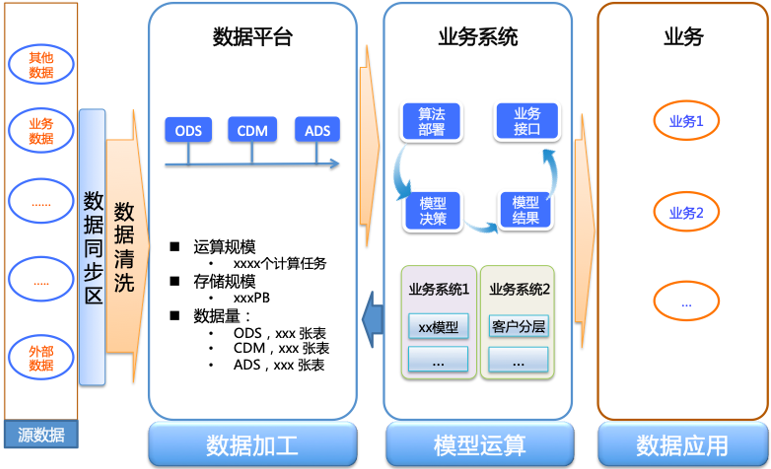 其他
数据
业务
数据
......
.....
外部
数据
源数据
数据同步区
数据清洗
数据平台
ODS
CDM
ADS
■ 运算规模
• xxxx个计算任务
■ 存储规模
• xxxPB
■ 数据量：
• ODS，xxx 张表
• CDM，xxx 张表
• ADS，xxx 张表
数据加工
业务系统
算法
部署
业务
接口
模型
决策
模型
结果
业务系统1
xx模型
...
业务系统2
客户分层
...
模型运算
业务
业务1
业务2
...
数据应用